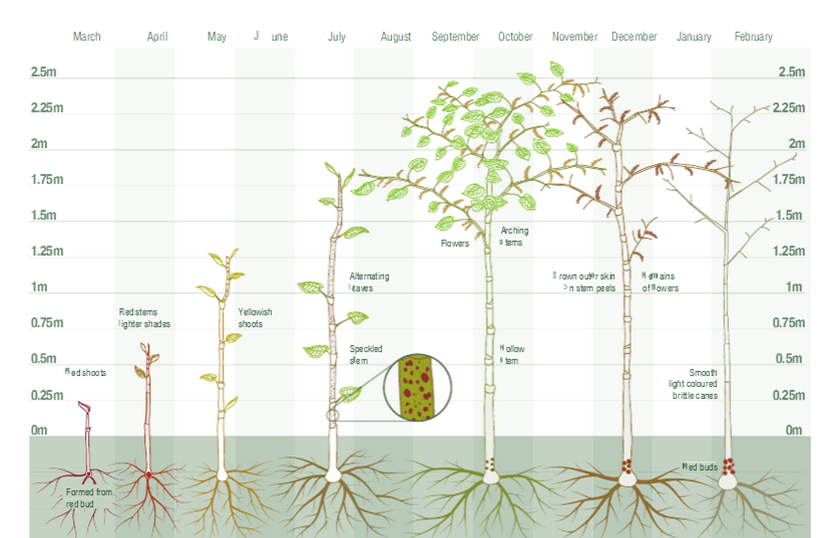 March April May J une July August September October November December January February
2.5m 2.5m
2.25m 2.25m
2m 2m
1.75m 1.75m
1.5m 1.5m
Arching
stems
Flowers
1.25m 1.25m
Alternating
leaves
Brown outer skin
on stem peels
Remains
of flowers
1m 1m
Red stems
lighter shades
Yellowish
shoots
0.75m 0.75m
Speckled
stem
Hollow
stem
0.5m 0.5m
Red shoots
Smooth
light coloured
brittle canes
0.25m 0.25m
0m 0m
Red buds
Formed from
red bud